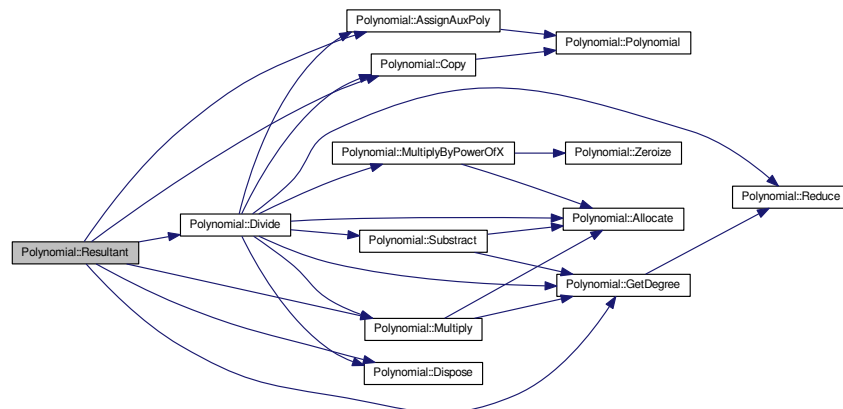 Polynomial::AssignAuxPoly
Polynomial::Polynomial
Polynomial::Copy
Polynomial::MultiplyByPowerOfX
Polynomial::Zeroize
Polynomial::Reduce
Polynomial::Divide
Polynomial::Allocate
Polynomial::Substract
Polynomial::Resultant
Polynomial::GetDegree
Polynomial::Multiply
Polynomial::Dispose